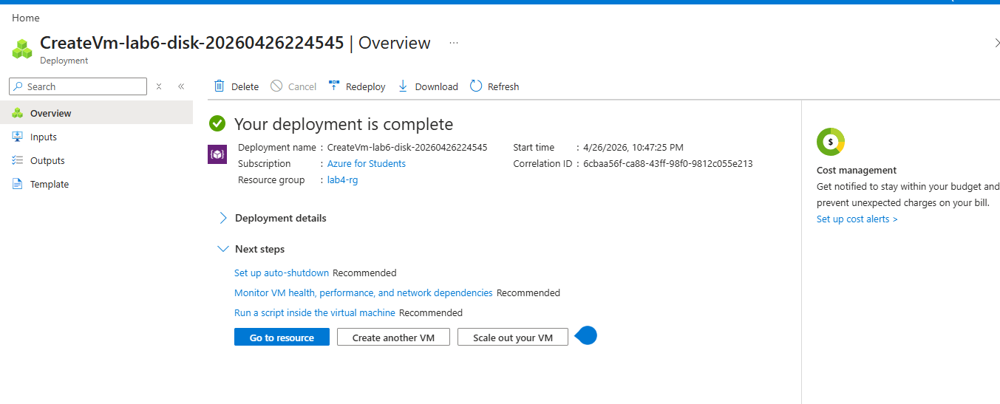 Home
CreateVm-lab6-disk-20260426224545 | Overview ...
Deployment
Search
Overview
Inputs
Outputs
Template
Delete Cancel Redeploy Download Refresh
Your deployment is complete
Deployment name : CreateVm-lab6-disk-20260426224545
Subscription : Azure for Students
Resource group : lab4-rg
Start time : 4/26/2026, 10:47:25 PM
Correlation ID : 6cbaa56f-ca88-43ff-98f0-9812c055e213
Deployment details
Next steps
Set up auto-shutdown Recommended
Monitor VM health, performance, and network dependencies Recommended
Run a script inside the virtual machine Recommended
Go to resource Create another VM Scale out your VM
$
Cost management
Get notified to stay within your budget and
prevent unexpected charges on your bill.
Set up cost alerts >